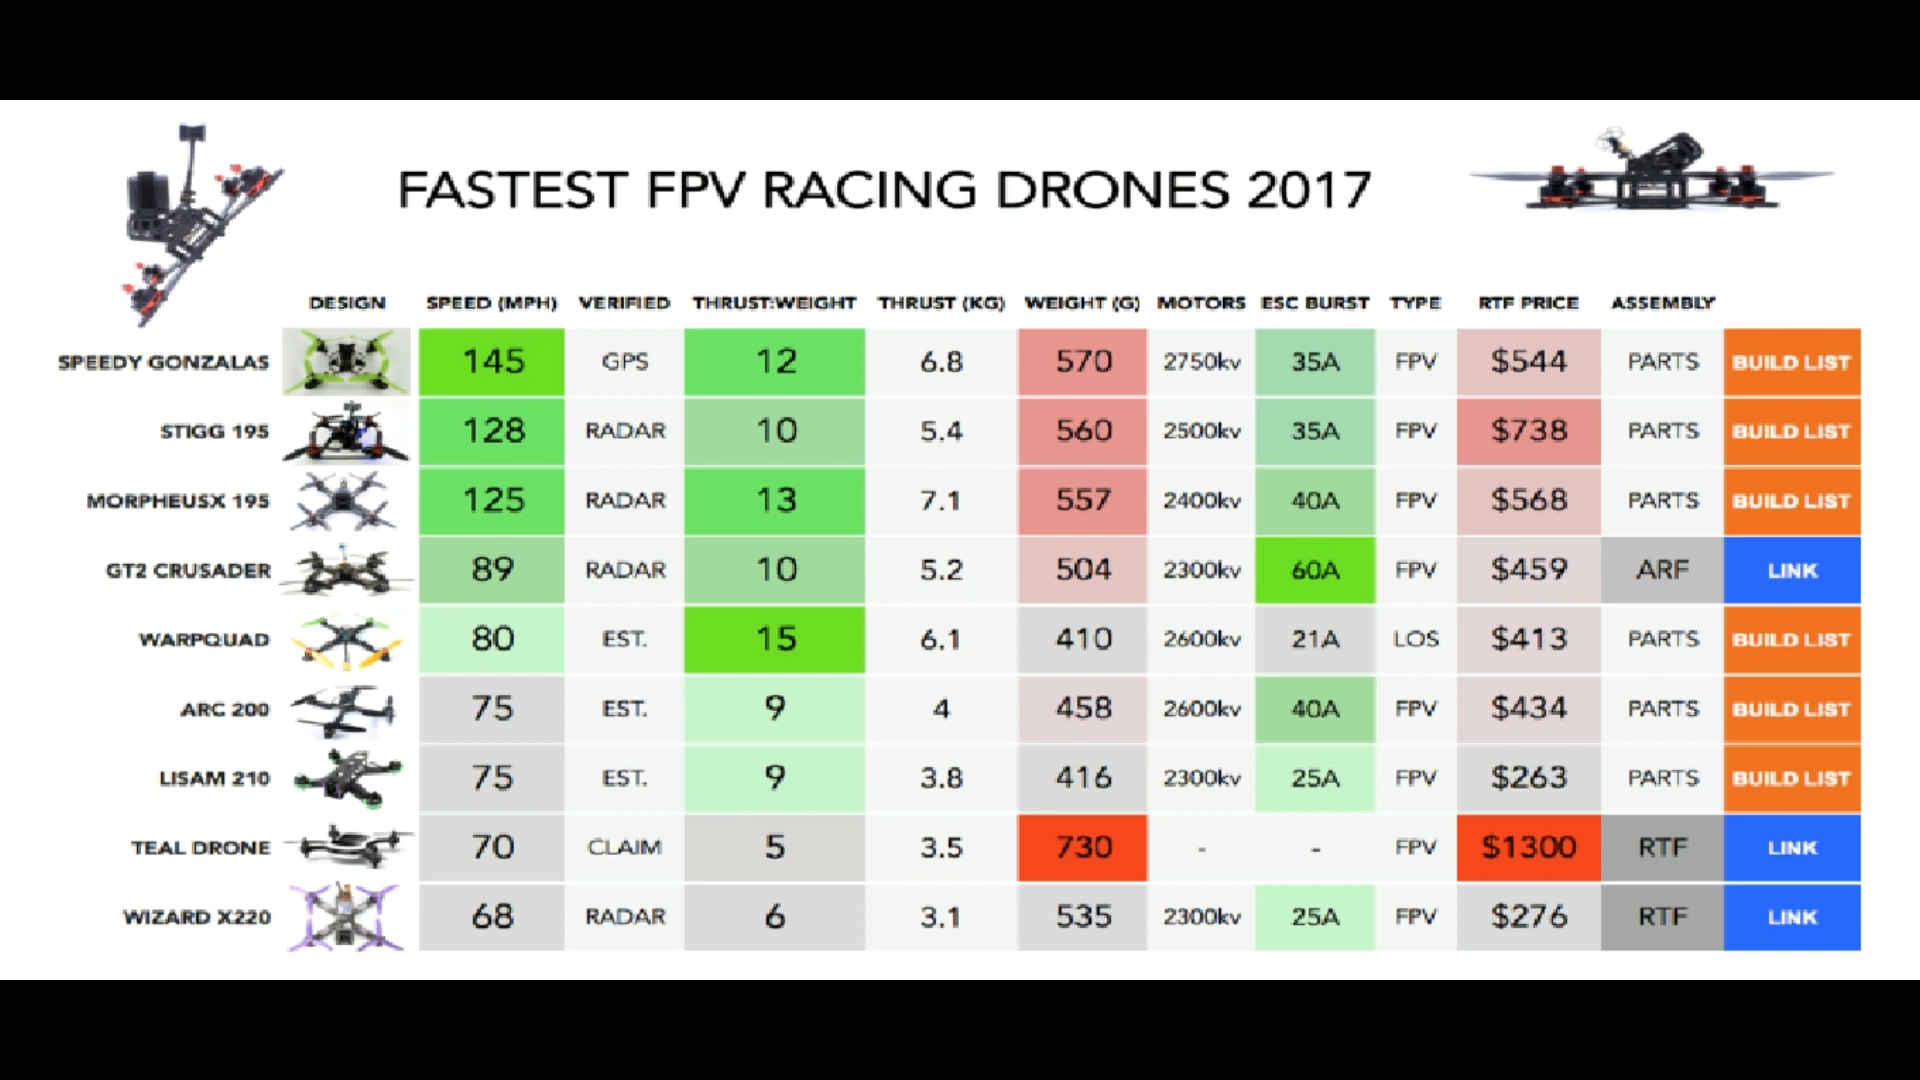 FASTEST FPV RACING DRONES 2017
DESIGN SPEED (MPH) VERIFIED THRUST:WEIGHT THRUST (KG) WEIGHT (G) MOTORS ESC BURST TYPE RTF PRICE ASSEMBLY
SPEEDY GONZALAS 145 GPS 12 6.8 570 2750kv 35A FPV $544 PARTS BUILD LIST
STIGG 195 128 RADAR 10 5.4 560 2500kv 35A FPV $738 PARTS BUILD LIST
MORPHEUSX 195 125 RADAR 13 7.1 557 2400kv 40A FPV $568 PARTS BUILD LIST
GT2 CRUSADER 89 RADAR 10 5.2 504 2300kv 60A FPV $459 ARF LINK
WARPQUAD 80 EST. 15 6.1 410 2600kv 21A LOS $413 PARTS BUILD LIST
ARC 200 75 EST. 9 4 458 2600kv 40A FPV $434 PARTS BUILD LIST
LISAM 210 75 EST. 9 3.8 416 2300kv 25A FPV $263 PARTS BUILD LIST
TEAL DRONE 70 CLAIM 5 3.5 730 - - FPV $1300 RTF LINK
WIZARD X220 68 RADAR 6 3.1 535 2300kv 25A FPV $276 RTF LINK